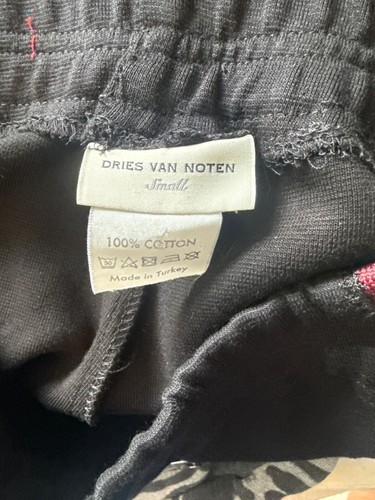 DRIES VAN NOTEN
Small
100% COTTON
Made in Turkey